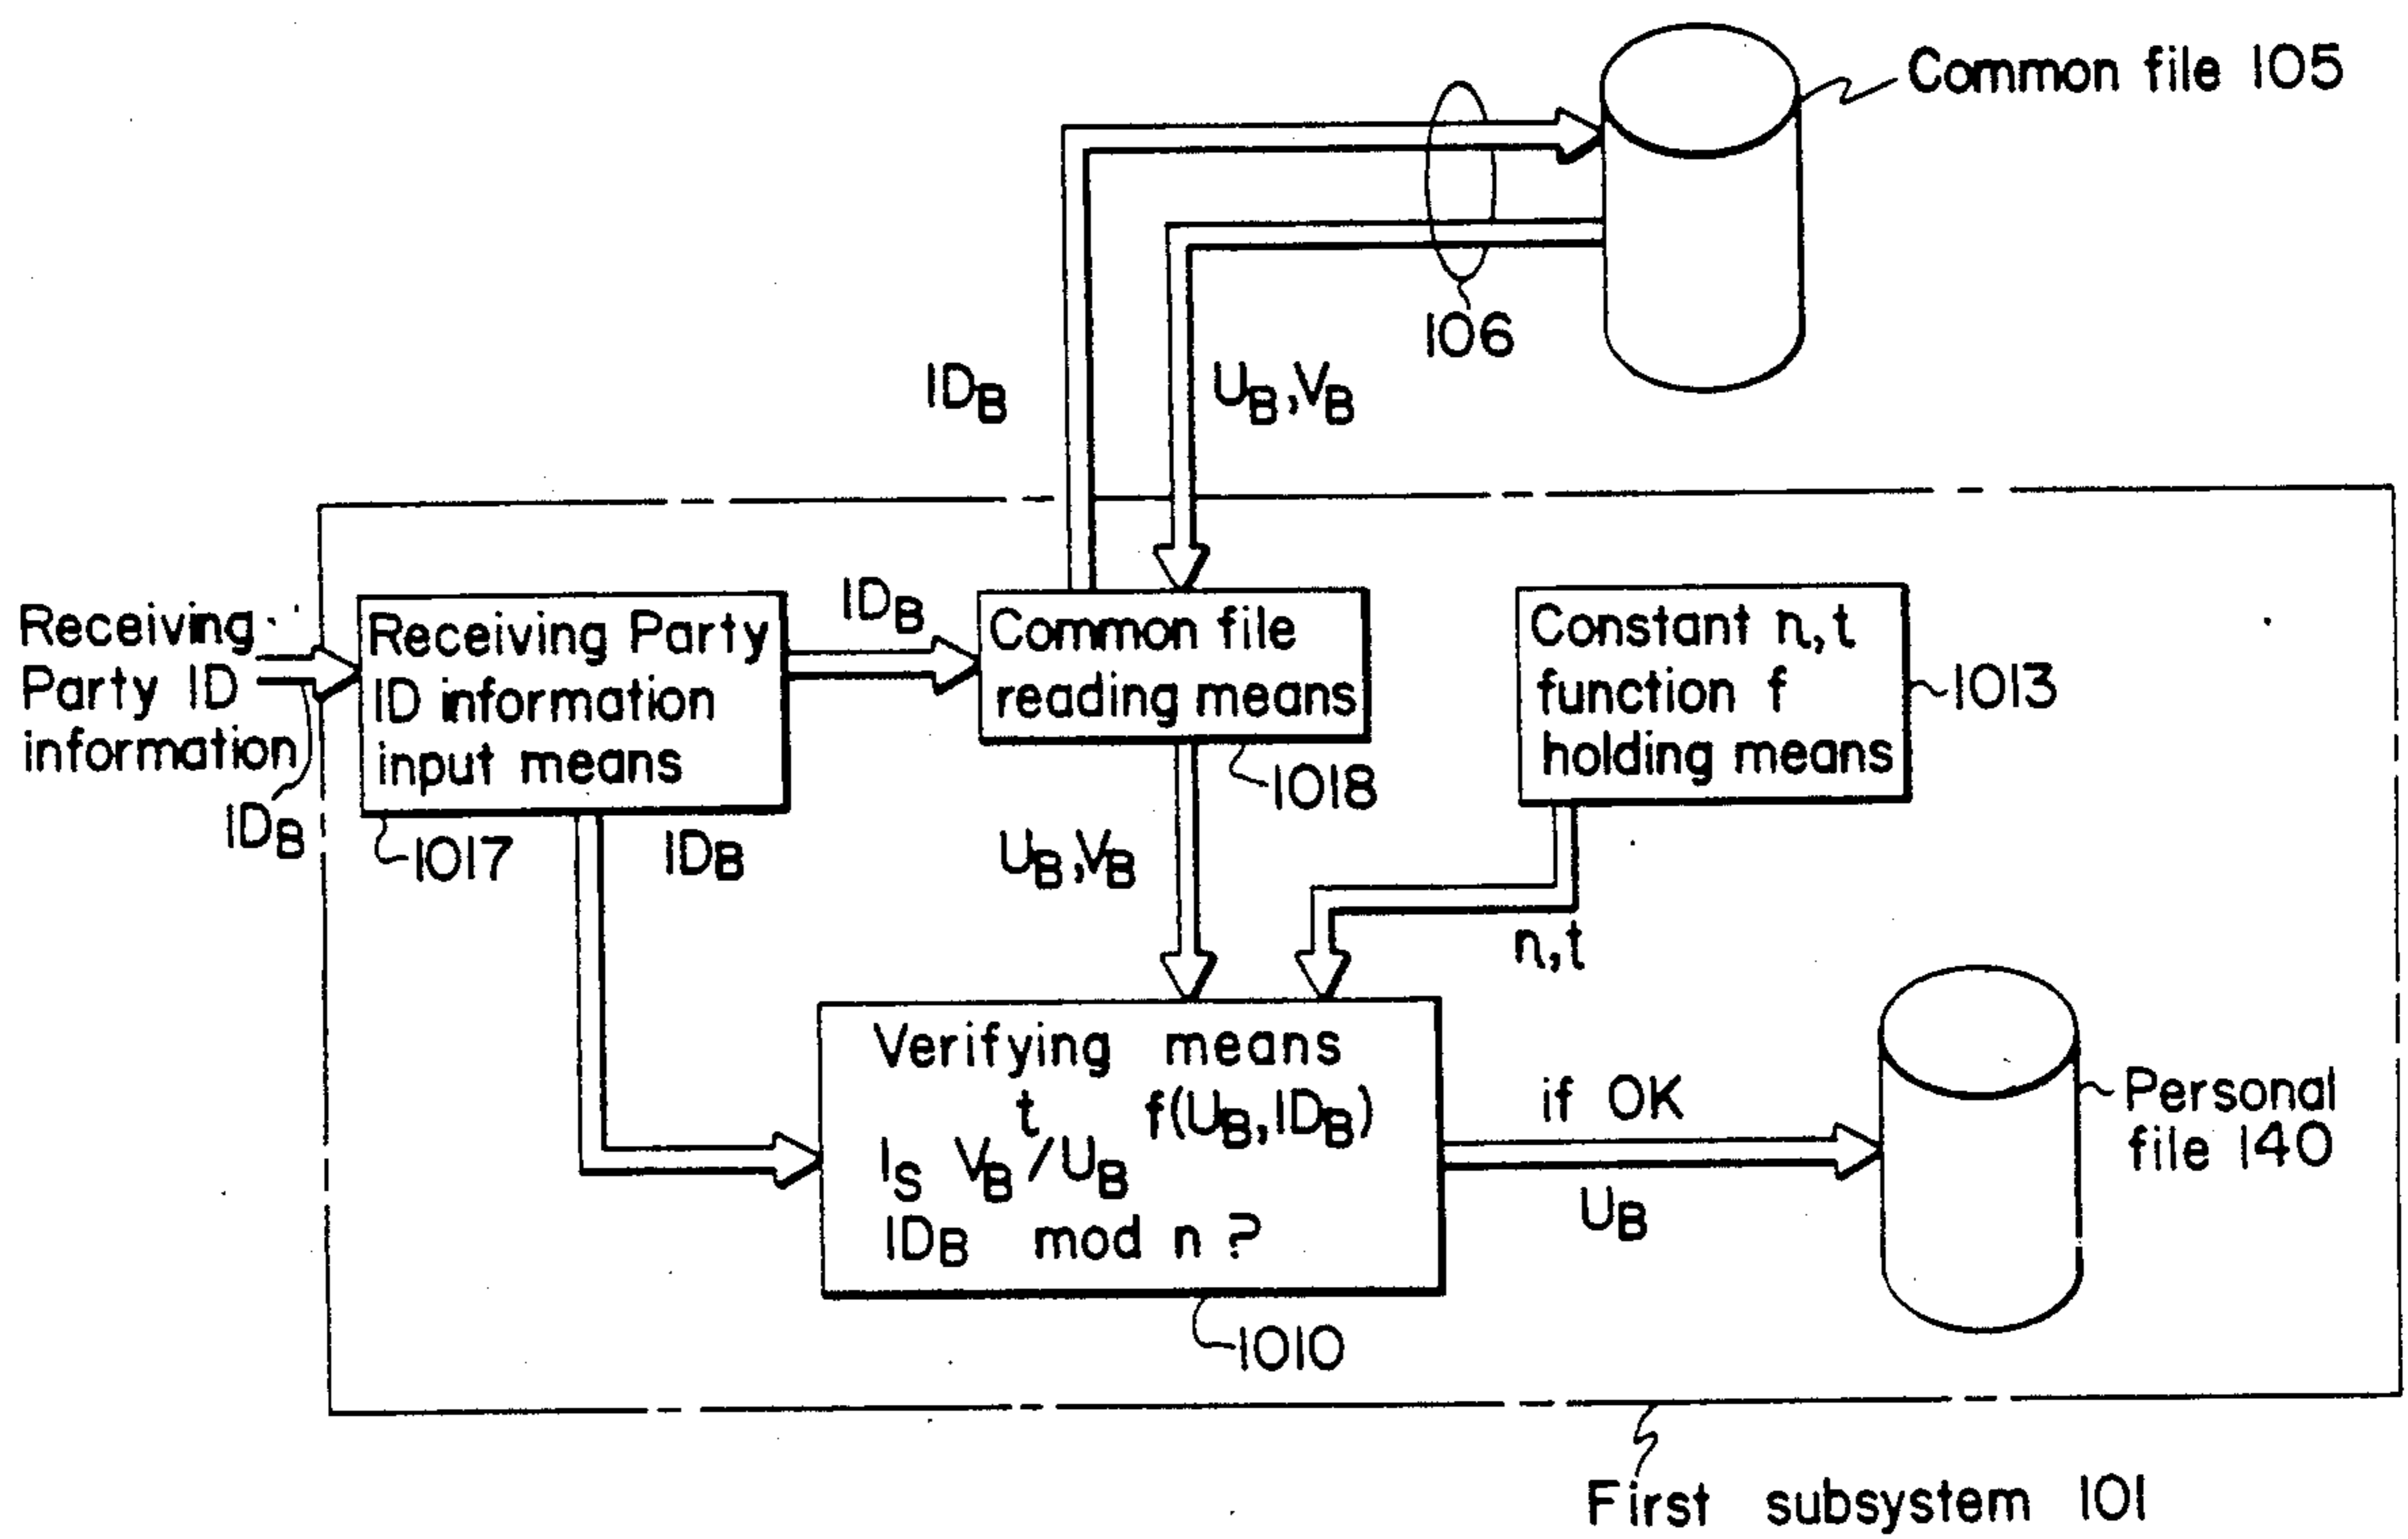 Common file 105
106
ID_B
U_B,V_B
Receiving
Party ID
information
ID_B
Receiving Party
ID information
input means
1017
ID_B
Common file
reading means
1018
Constant n,t
function f
holding means
1013
ID_B
U_B,V_B
n,t
Verifying means
t f(U_B,ID_B)
Is V_B/U_B
ID_B mod n ?
1010
if OK
U_B
Personal
file 140
First subsystem 101